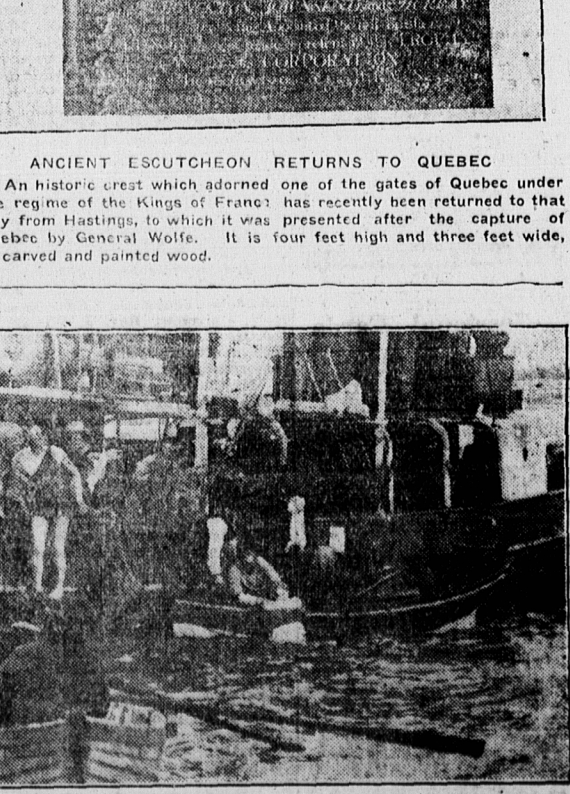 CORPORATION
ANCIENT ESCUTCHEON RETURNS TO QUEBEC
An historic crest which adorned one of the gates of Quebec under
regime of the Kings of France has recently been returned to that
y from Hastings, to which it was presented after the capture of
ebec by General Wolfe. It is four feet high and three feet wide,
carved and painted wood.